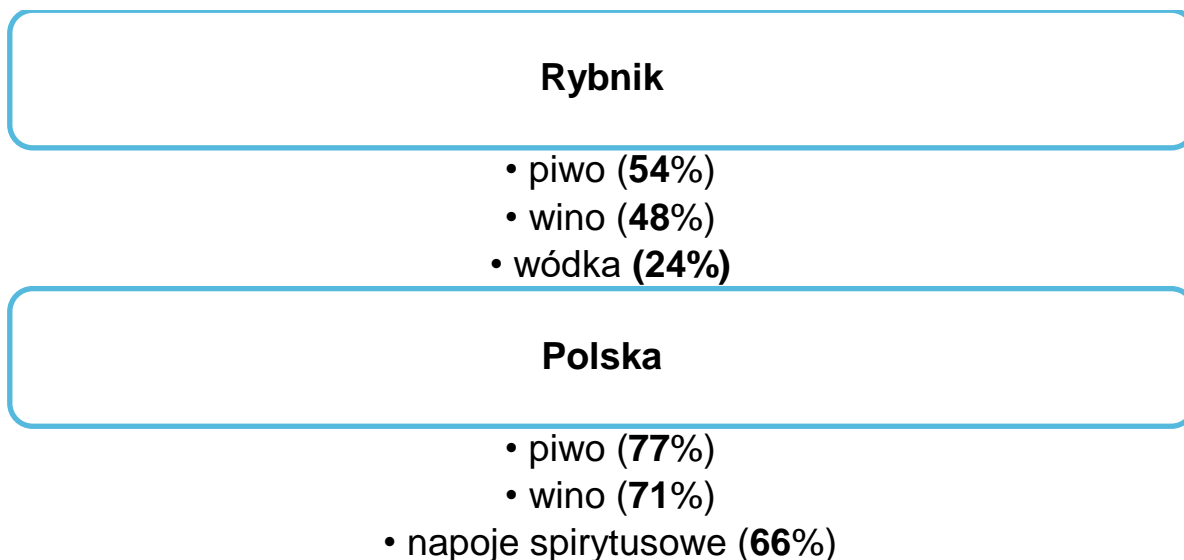 Rybnik
• piwo (54%)
• wino (48%)
• wódka (24%)
Polska
• piwo (77%)
• wino (71%)
• napoje spirytusowe (66%)